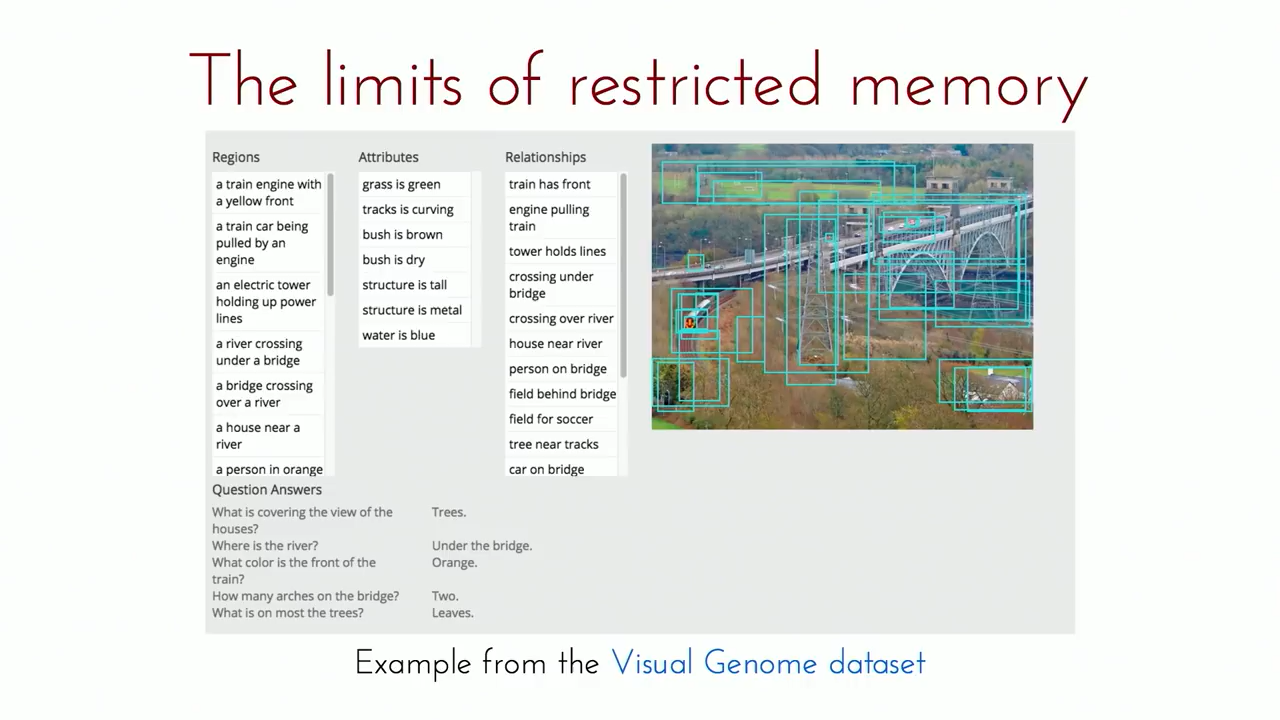 The limits of restricted memory
Regions
a train engine with
a yellow front
a train car being
pulled by an
engine
an electric tower
holding up power
lines
a river crossing
under a bridge
a bridge crossing
over a river
a house near a
river
a person in orange
Attributes
grass is green
tracks is curving
bush is brown
bush is dry
structure is tall
structure is metal
water is blue
Relationships
train has front
engine pulling
train
tower holds lines
crossing under
bridge
crossing over river
house near river
person on bridge
field behind bridge
field for soccer
tree near tracks
car on bridge
Question Answers
What is covering the view of the
houses?
Trees.
Where is the river?
Under the bridge.
What color is the front of the
train?
Orange.
How many arches on the bridge?
Two.
What is on most the trees?
Leaves.
Example from the Visual Genome dataset